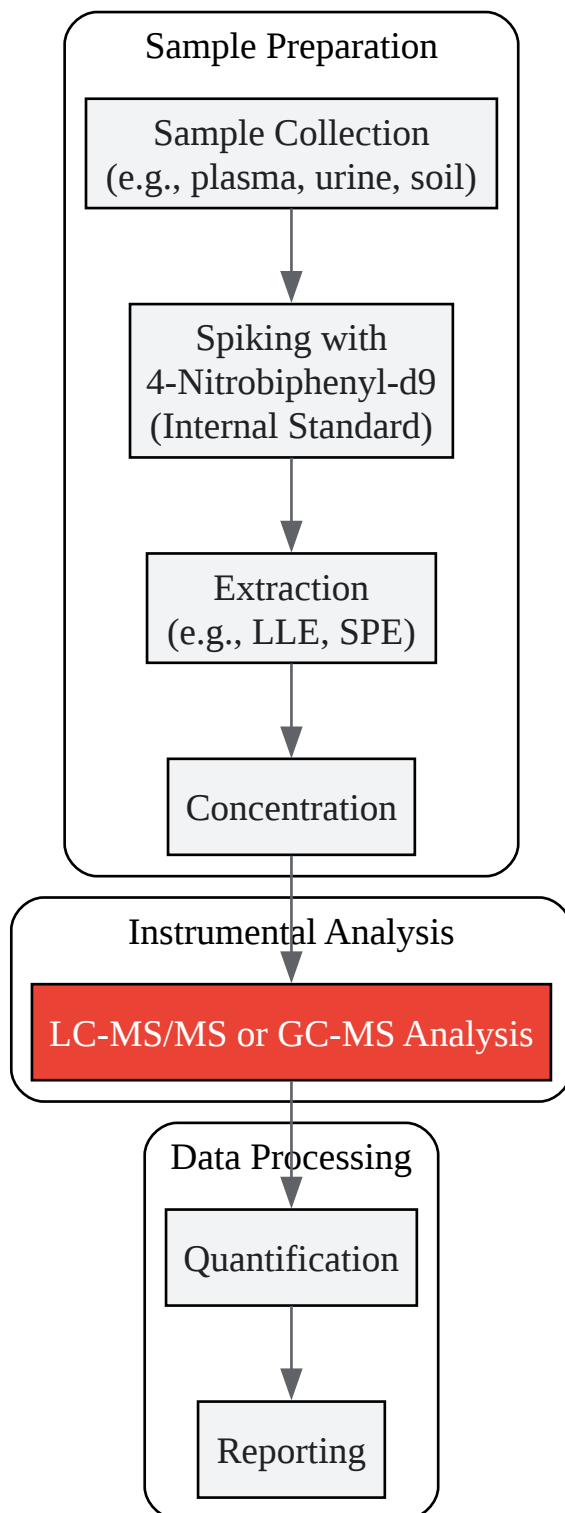 Sample Preparation
Sample Collection
(e.g., plasma, urine, soil)
Spiking with
4-Nitrobiphenyl-d9
(Internal Standard)
Extraction
(e.g., LLE, SPE)
Concentration
Instrumental Analysis
LC-MS/MS or GC-MS Analysis
Data Processing
Quantification
Reporting